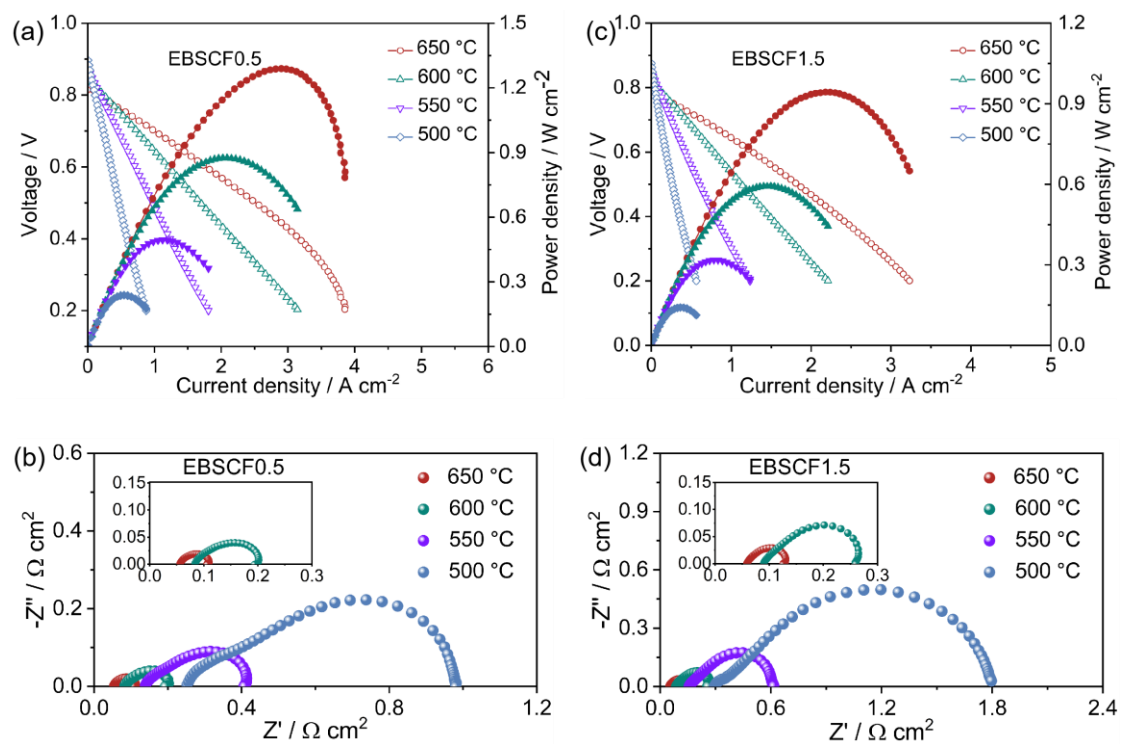 (a)
EBSCF0.5
650 °C
600 °C
550 °C
500 °C
1.0
0.8
0.6
0.4
0.2
Voltage / V
1.5
1.2
0.9
0.6
0.3
0.0
Power density / W cm-2
0 1 2 3 4 5 6
Current density / A cm-2
(c)
EBSCF1.5
650 °C
600 °C
550 °C
500 °C
1.0
0.8
0.6
0.4
0.2
0.0
Voltage / V
1.2
0.9
0.6
0.3
0.0
Power density / W cm-2
0 1 2 3 4 5
Current density / A cm-2
(b)
EBSCF0.5
650 °C
600 °C
550 °C
500 °C
0.6
0.4
0.2
0.0
-Z" / Ω cm2
0.15
0.10
0.05
0.00
0.0 0.1 0.2 0.3
0.0 0.4 0.8 1.2
Z' / Ω cm2
(d)
EBSCF1.5
650 °C
600 °C
550 °C
500 °C
1.2
0.9
0.5
0.3
0.0
-Z" / Ω cm2
0.15
0.10
0.05
0.00
0.0 0.1 0.2 0.3
0.0 0.6 1.2 1.8 2.4
Z' / Ω cm2